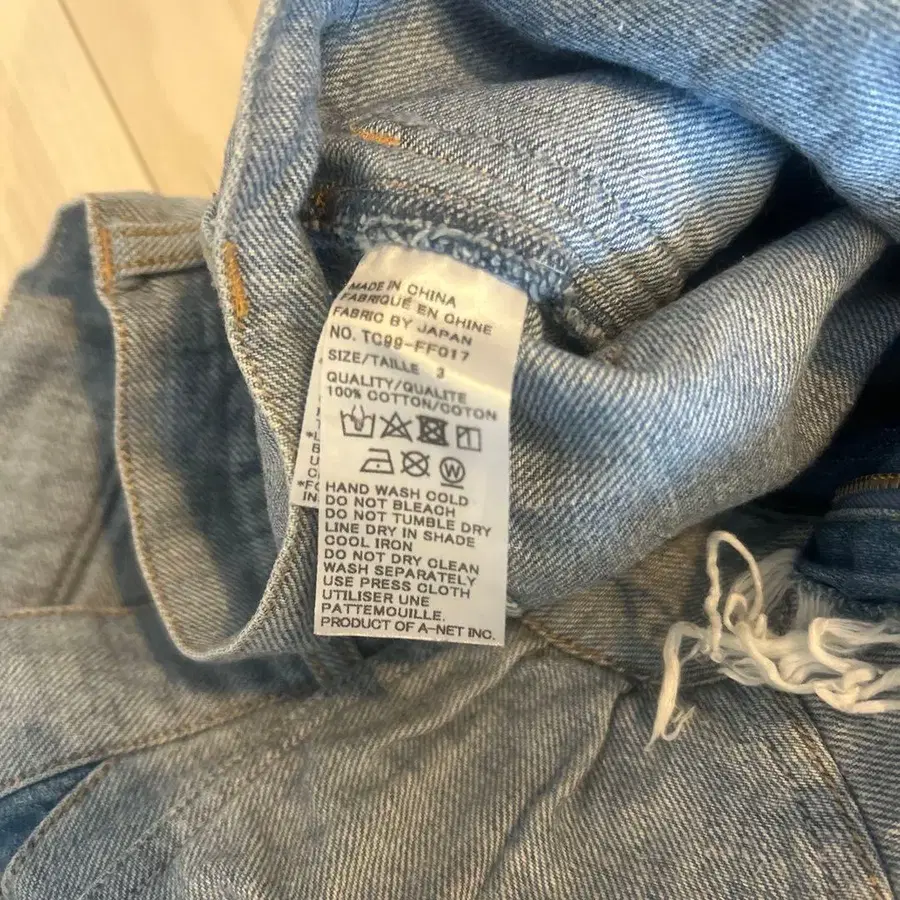 MADE IN CHINA
FABRIQUÉ EN CHINE
FABRIC BY JAPAN
NO. TC99-FF017
SIZE/TAILLE 3
QUALITY/QUALITE
100% COTTON/COTON
W
HAND WASH COLD
DO NOT BLEACH
DO NOT TUMBLE DRY
LINE DRY IN SHADE
COOL IRON
DO NOT DRY CLEAN
WASH SEPARATELY
USE PRESS CLOTH
UTILISER UNE
PATTEMOUILLE.
PRODUCT OF A-NET INC.